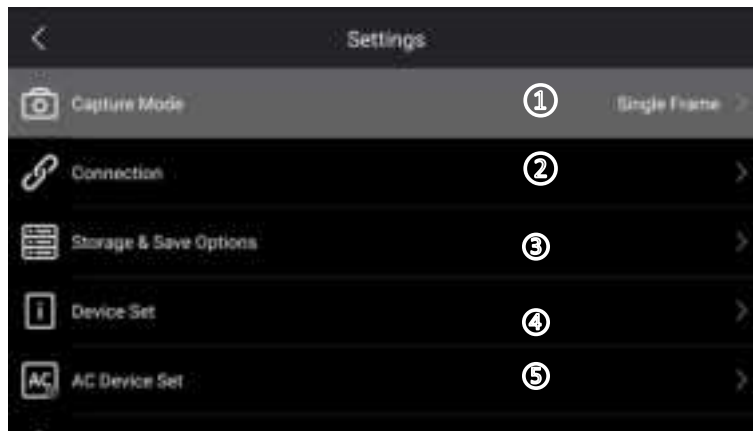 Settings
Capture Mode ① Single Frame
Connection ②
Storage & Save Options ③
Device Set ④
AC Device Set ⑤